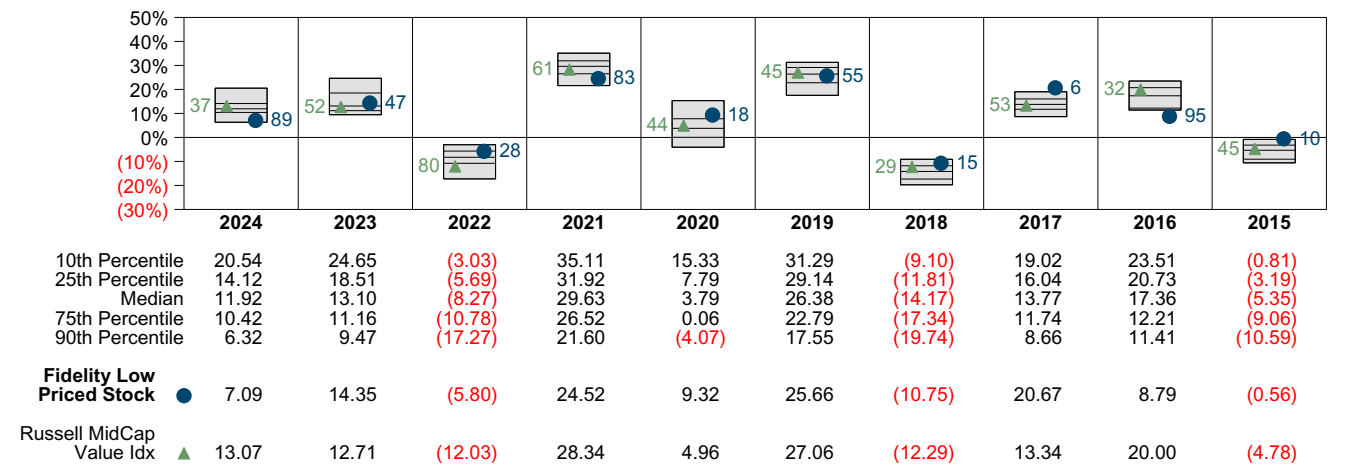 50%
40%
30%
20%
10%
0%
(10%)
(20%)
(30%)
37 89
52 47
80 28
61 83
44 18
45 55
29 15
53 6
32 95
45 10
2024 2023 2022 2021 2020 2019 2018 2017 2016 2015
10th Percentile 20.54 24.65 (3.03) 35.11 15.33 31.29 (9.10) 19.02 23.51 (0.81)
25th Percentile 14.12 18.51 (5.69) 31.92 7.79 29.14 (11.81) 16.04 20.73 (3.19)
Median 11.92 13.10 (8.27) 29.63 3.79 26.38 (14.17) 13.77 17.36 (5.35)
75th Percentile 10.42 11.16 (10.78) 26.52 0.06 22.79 (17.34) 11.74 12.21 (9.06)
90th Percentile 6.32 9.47 (17.27) 21.60 (4.07) 17.55 (19.74) 8.66 11.41 (10.59)
Fidelity Low
Priced Stock 7.09 14.35 (5.80) 24.52 9.32 25.66 (10.75) 20.67 8.79 (0.56)
Russell MidCap
Value Idx 13.07 12.71 (12.03) 28.34 4.96 27.06 (12.29) 13.34 20.00 (4.78)